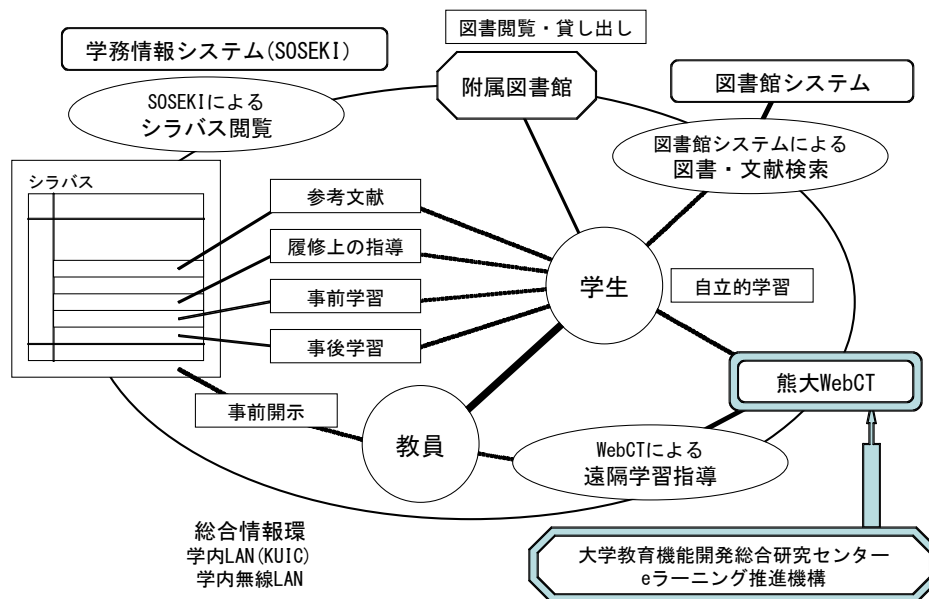 図書閲覧・貸し出し
学務情報システム(SOSEKI)
附属図書館
図書館システム
SOSEKIによる
シラバス閲覧
図書館システムによる
図書・文献検索
シラバス
参考文献
履修上の指導
学生
自立的学習
事前学習
事後学習
熊大WebCT
事前開示
教員
WebCTによる
遠隔学習指導
総合情報環
学内LAN(KUIC)
学内無線LAN
大学教育機能開発総合研究センター
eラーニング推進機構